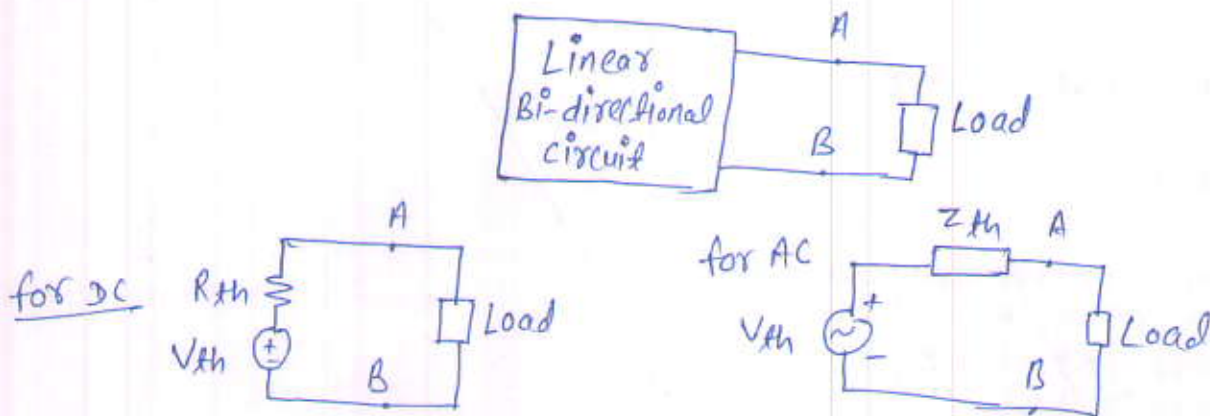 A
Linear
Bi-directional
circuit
Load
B
for DC
A
Rth
Vth
+
-
Load
B
for AC
Zth
A
Vth
+
-
Load
B